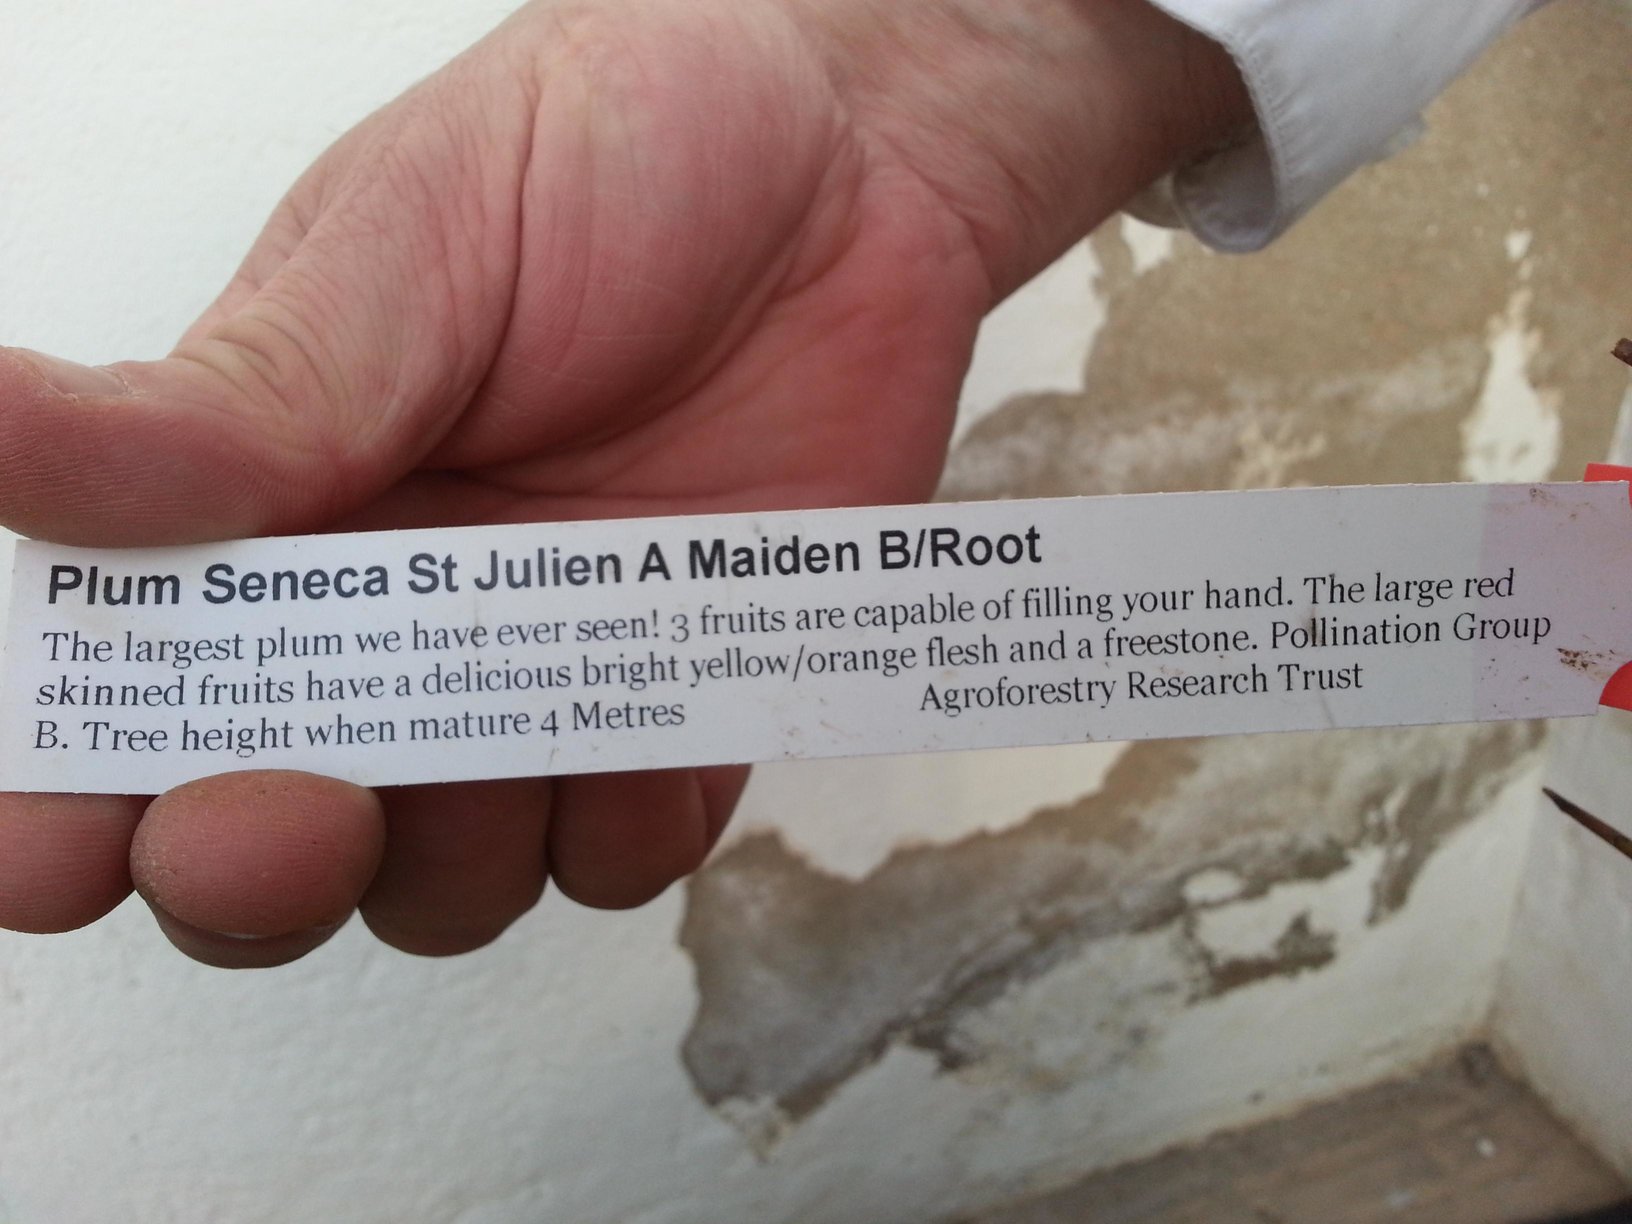 Plum Seneca St Julien A Maiden B/Root
The largest plum we have ever seen! 3 fruits are capable of filling your hand. The large red
skinned fruits have a delicious bright yellow/orange flesh and a freestone. Pollination Group
B. Tree height when mature 4 Metres Agroforestry Research Trust